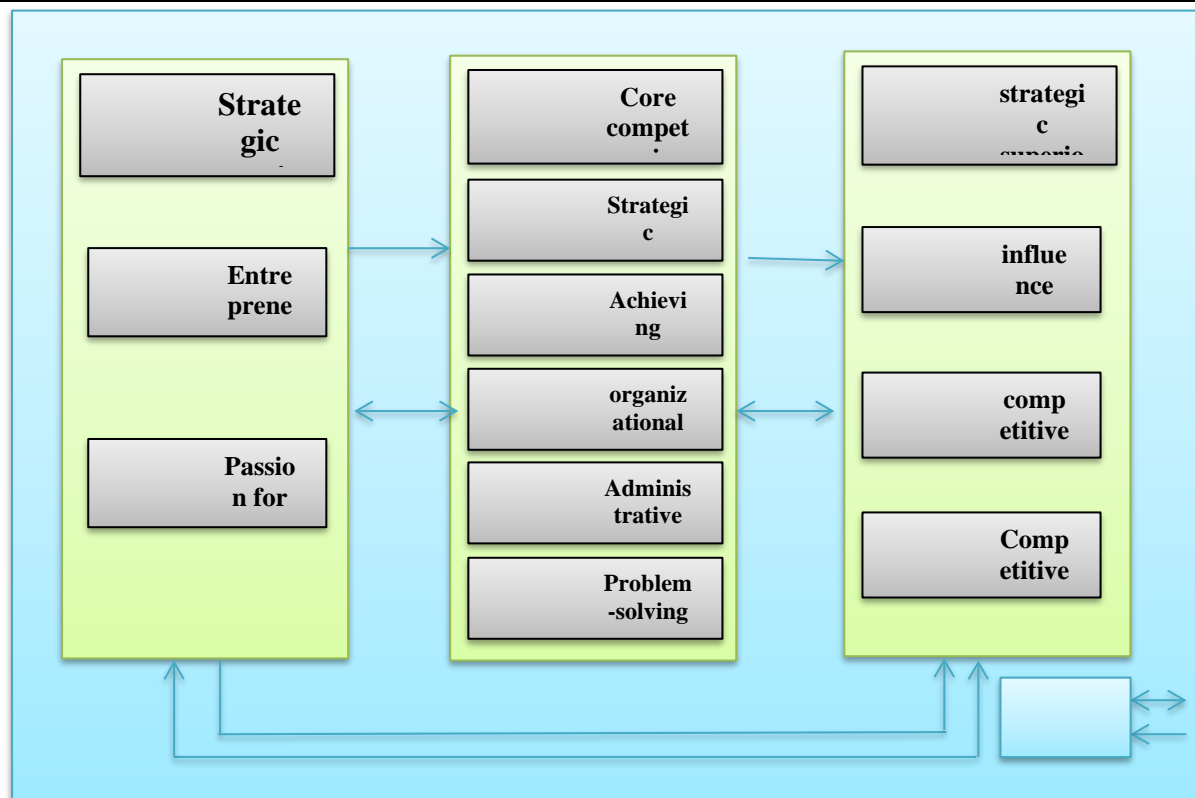 Strate
gic
Entre
prene
Passio
n for
Core
compet
Strategi
c
Achievi
ng
organiz
ational
Adminis
trative
Problem
-solving
strategi
c
superio
influe
nce
comp
etitive
Comp
etitive